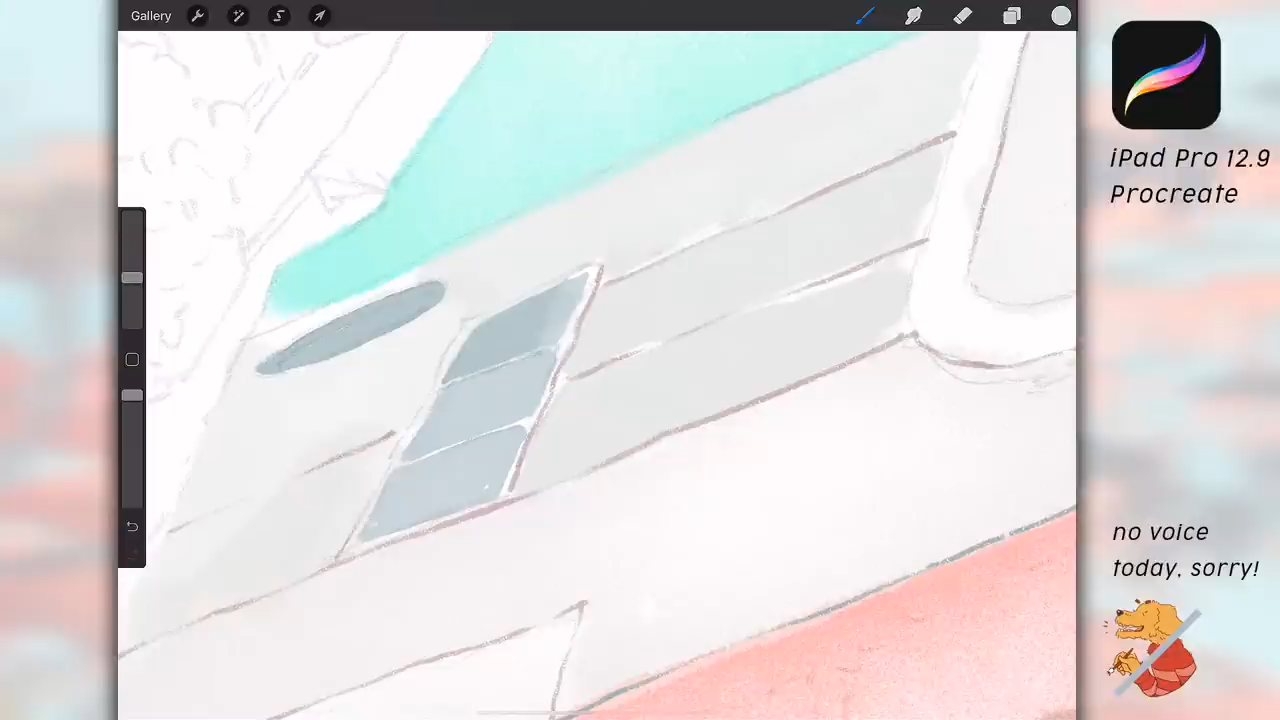 Gallery
iPad Pro 12.9
Procreate
no voice
today, sorry!